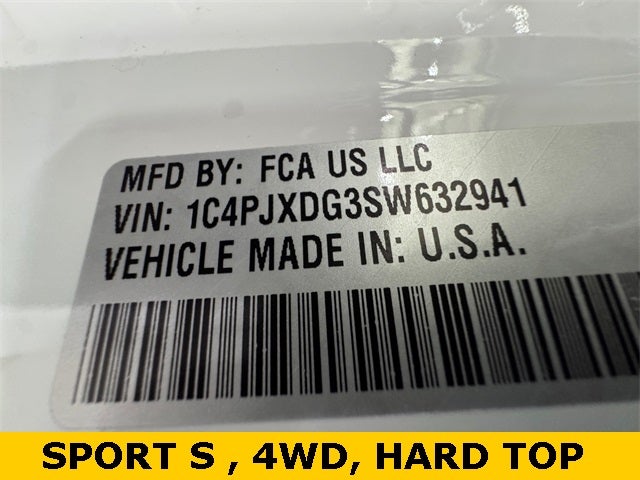 MFD BY: FCA US LLC
VIN: 1C4PJXDG3SW632941
VEHICLE MADE IN: U.S.A.
SPORT S , 4WD, HARD TOP